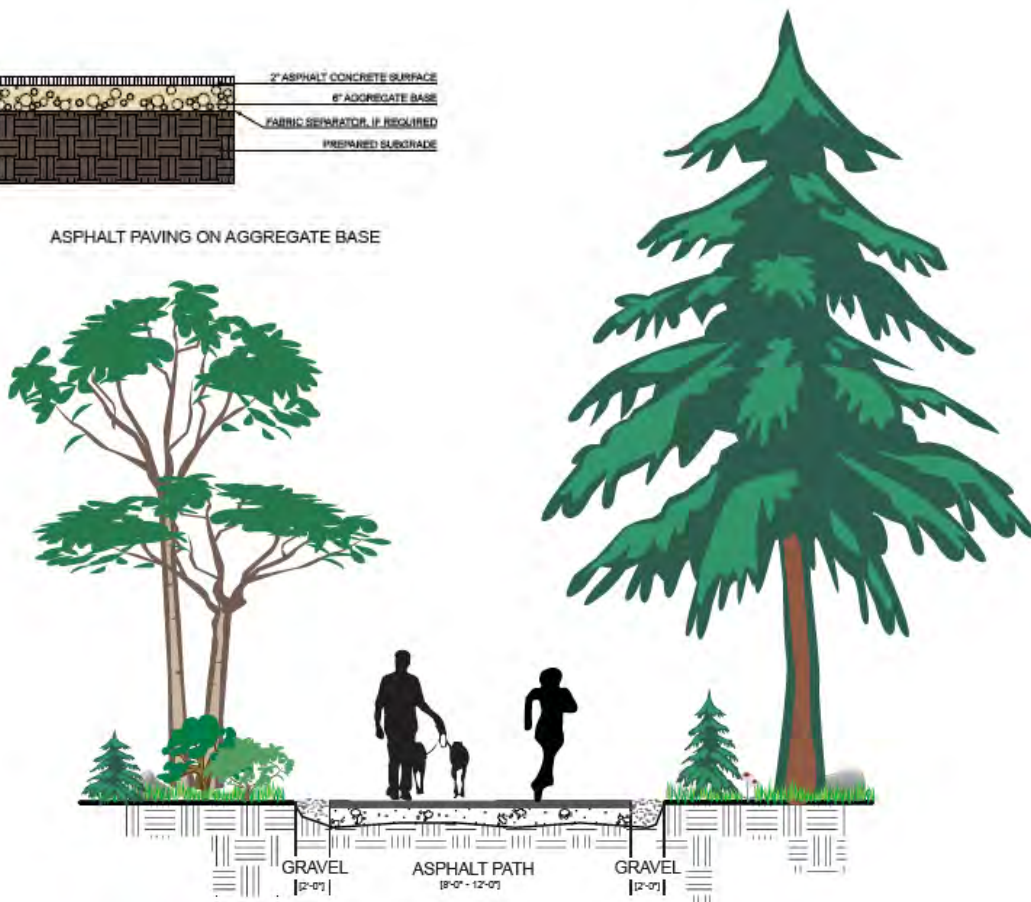 2" ASPHALT CONCRETE SURFACE
6" AGGREGATE BASE
FABRIC SEPARATOR, IF REQUIRED
PREPARED SUBGRADE
ASPHALT PAVING ON AGGREGATE BASE
GRAVEL
[2'-0"]
ASPHALT PATH
[8'-0" - 12'-0"]
GRAVEL
[2'-0"]